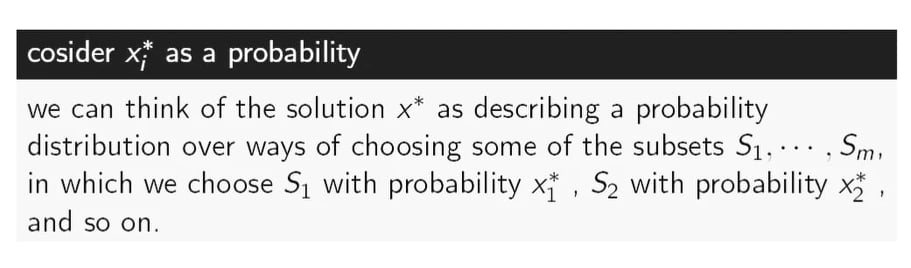 cosider x_i^* as a probability
we can think of the solution x^* as describing a probability
distribution over ways of choosing some of the subsets S_1, ⋯ , S_m,
in which we choose S_1 with probability x_1^* , S_2 with probability x_2^* ,
and so on.